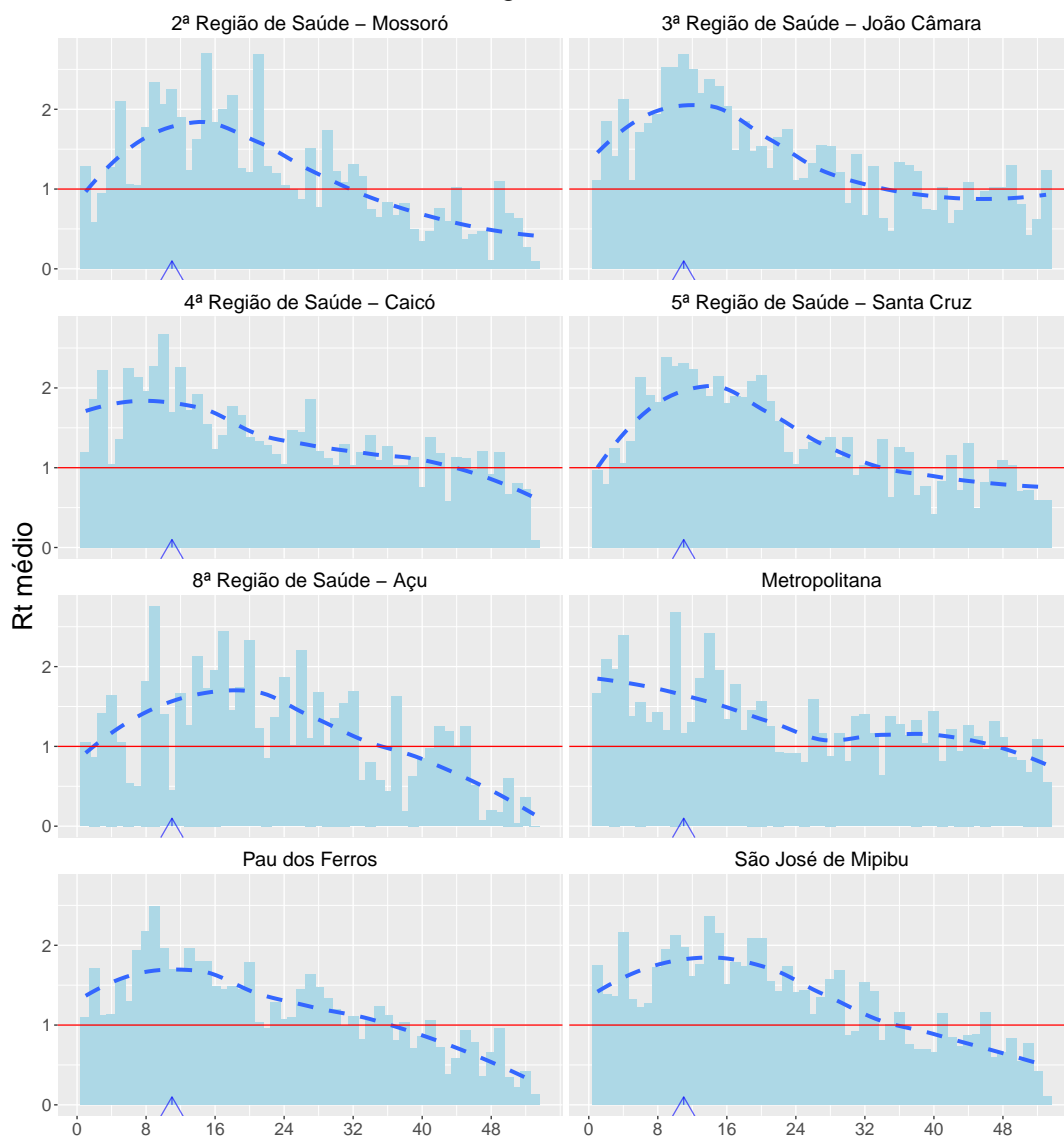 2ª Região de Saúde – Mossoró
3ª Região de Saúde – João Câmara
2
1
0
4ª Região de Saúde – Caicó
5ª Região de Saúde – Santa Cruz
2
1
0
Rt médio
8ª Região de Saúde – Açu
Metropolitana
2
1
0
Pau dos Ferros
São José de Mipibu
2
1
0
0 8 16 24 32 40 48 0 8 16 24 32 40 48